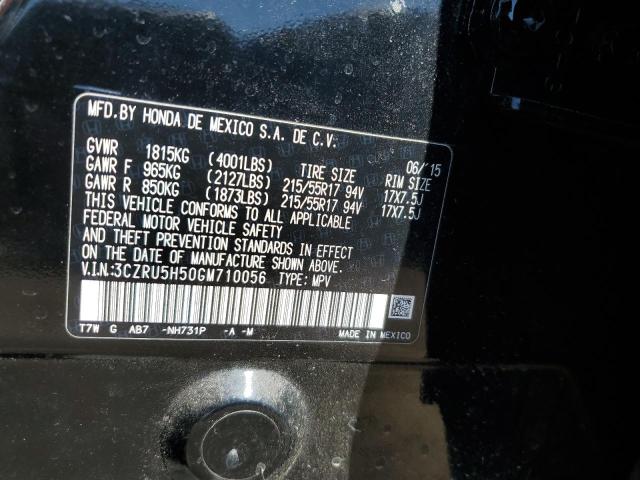 MFD.BY HONDA DE MEXICO S.A. DE C.V.
06/'15
GVWR 1815KG (4001LBS) TIRE SIZE RIM SIZE
GAWR F 965KG (2127LBS) 215/55R17 94V 17X7.5J
GAWR R 850KG (1873LBS) 215/55R17 94V 17X7.5J
THIS VEHICLE CONFORMS TO ALL APPLICABLE
FEDERAL MOTOR VEHICLE SAFETY
AND THEFT PREVENTION STANDARDS IN EFFECT
ON THE DATE OF MANUFACTURE SHOWN ABOVE.
V.I.N.:3CZRU5H50GM710056 TYPE: MPV
T7W G AB7 -NH731P -A -M
MADE IN MEXICO